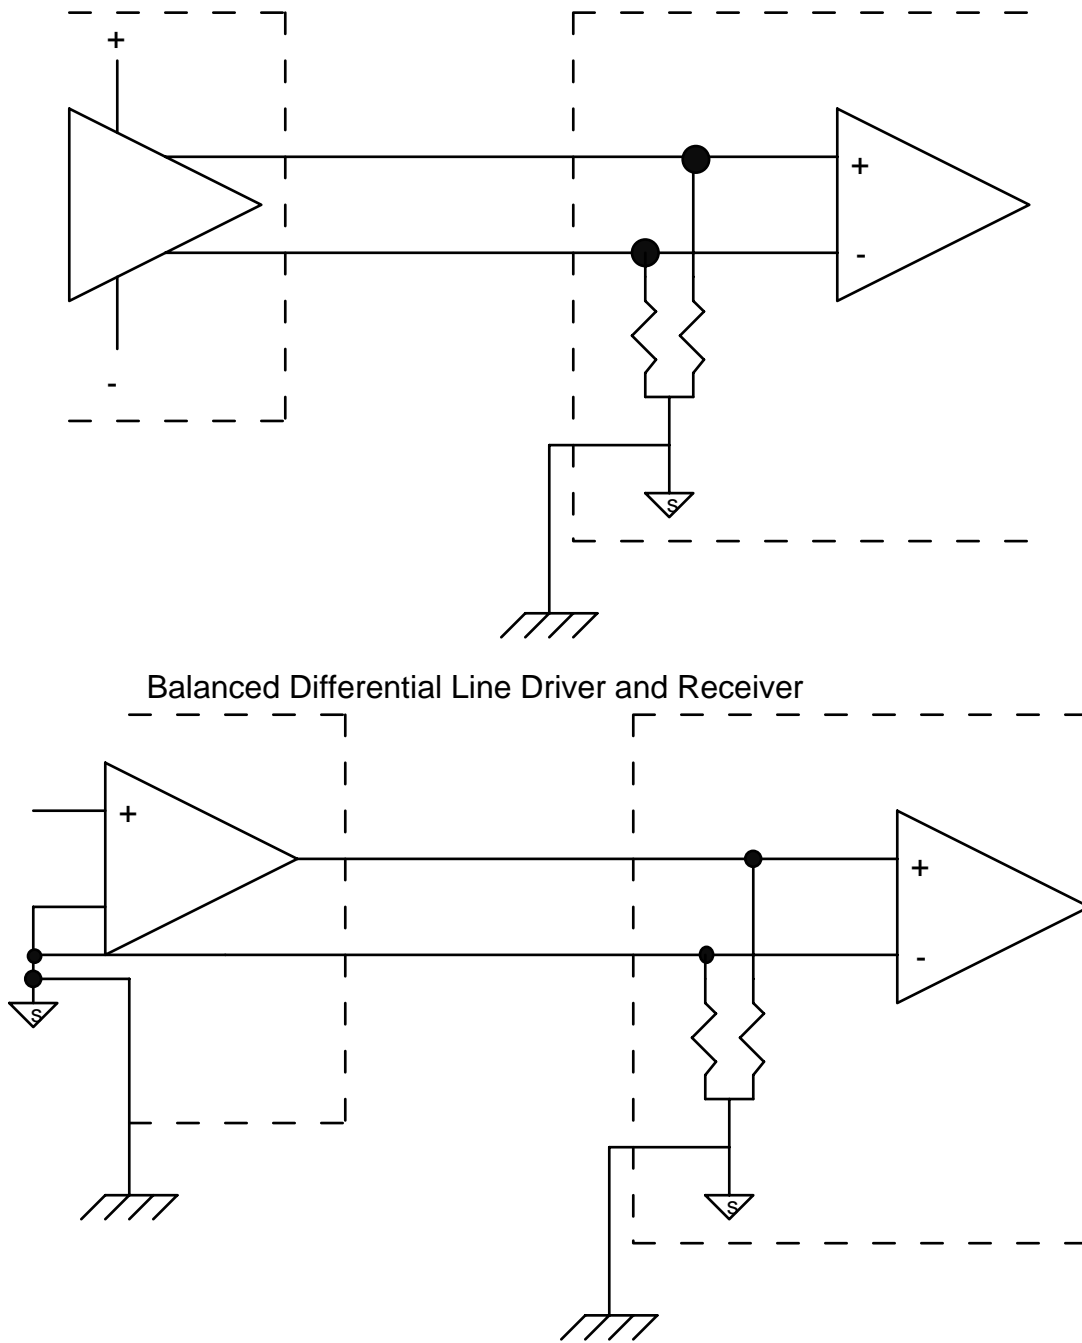 +
+
-
-
S
Balanced Differential Line Driver and Receiver
+
+
-
S
S